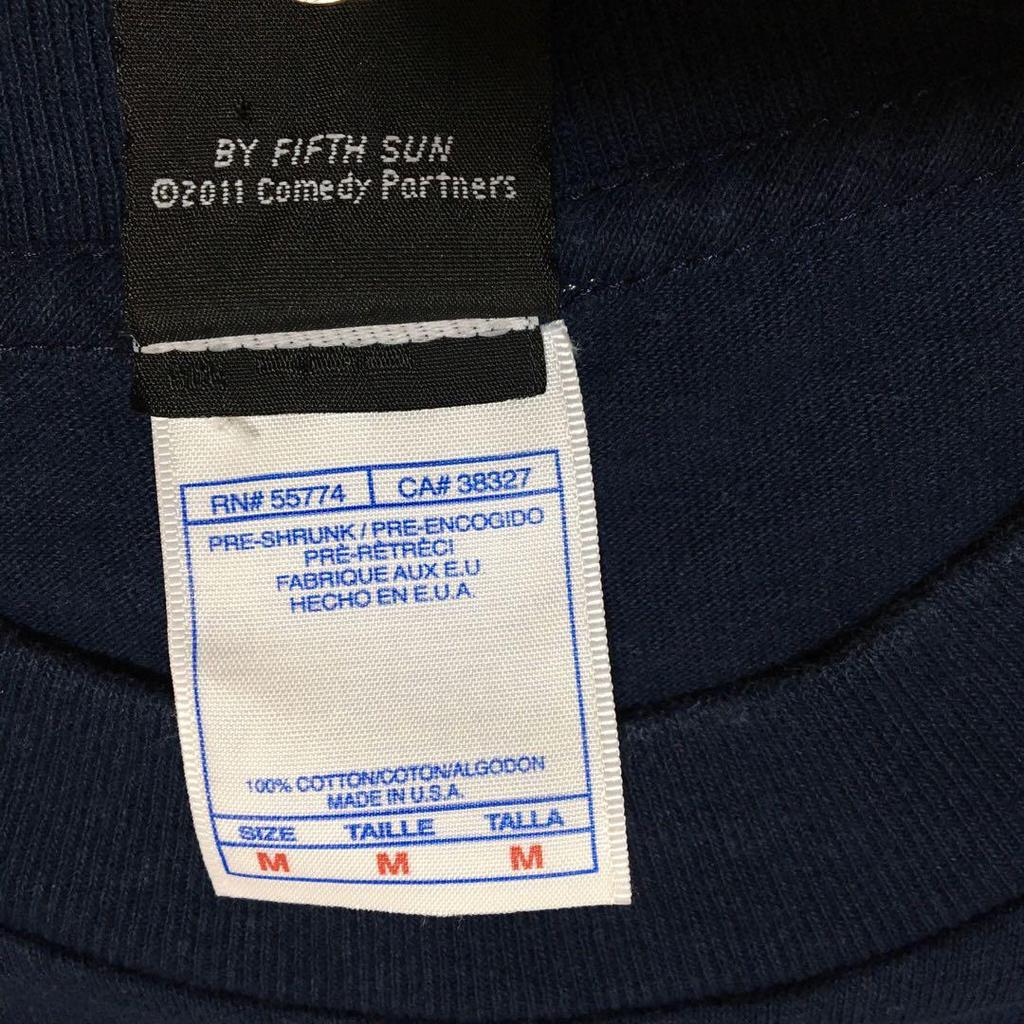 BY FIFTH SUN
©2011 Comedy Partners
RN# 55774 CA# 38327
PRE-SHRUNK / PRE-ENCOGIDO
PRÉ-RÉTRÉCI
FABRIQUE AUX E.U
HECHO EN E.U.A.
100% COTTON/COTON/ALGODON
MADE IN U.S.A.
SIZE TAILLE TALLA
M M M